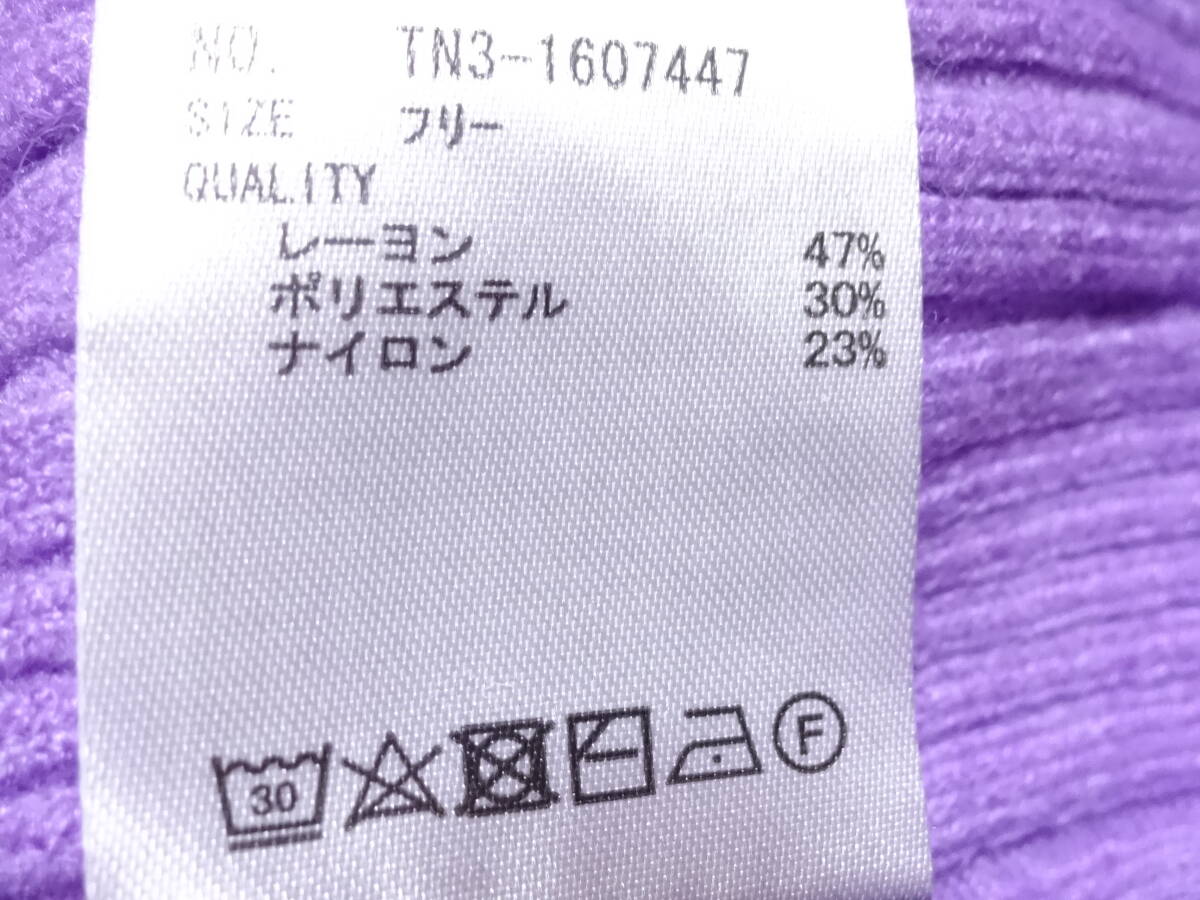 NO. TN3-1607447
SIZE フリー
QUALITY
レーヨン 47%
ポリエステル 30%
ナイロン 23%
30 F